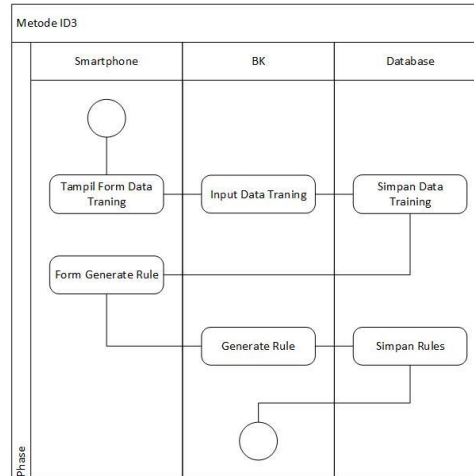 Metode ID3
Smartphone
BK
Database
Tampil Form Data
Traning
Input Data Traning
Simpan Data
Training
Form Generate Rule
Generate Rule
Simpan Rules
Phase